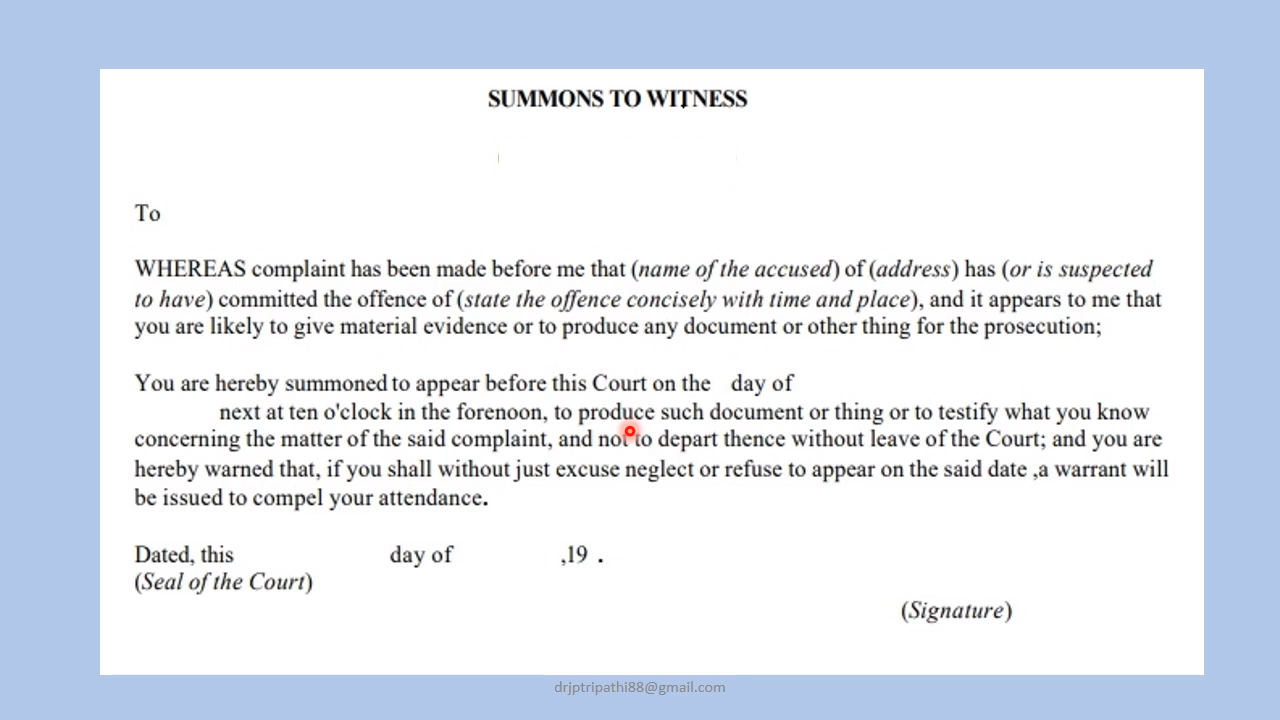 SUMMONS TO WITNESS
To
WHEREAS complaint has been made before me that (name of the accused) of (address) has (or is suspected
to have) committed the offence of (state the offence concisely with time and place), and it appears to me that
you are likely to give material evidence or to produce any document or other thing for the prosecution;
You are hereby summoned to appear before this Court on the day of
next at ten o'clock in the forenoon, to produce such document or thing or to testify what you know
concerning the matter of the said complaint, and not to depart thence without leave of the Court; and you are
hereby warned that, if you shall without just excuse neglect or refuse to appear on the said date ,a warrant will
be issued to compel your attendance.
Dated, this day of ,19 .
(Seal of the Court)
(Signature)
drjptripathi88@gmail.com